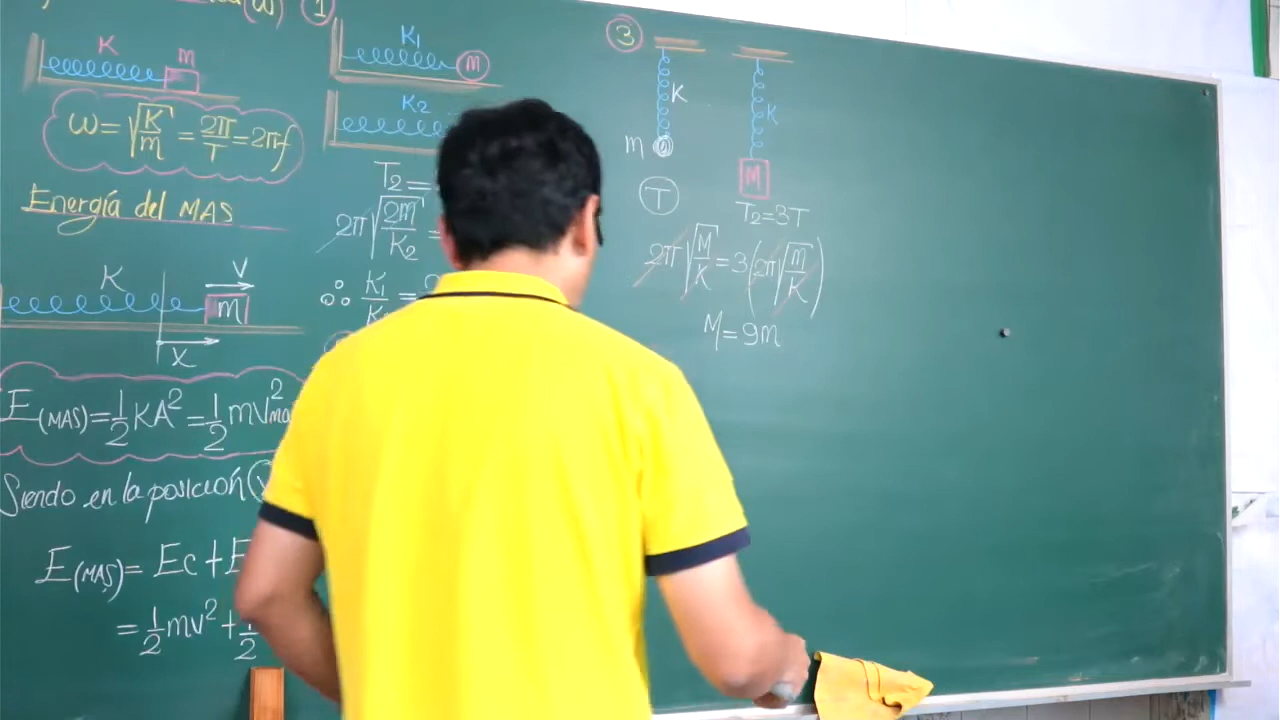 (ω)
K
m
ω=√(K/m)=2π/T=2πf
Energía del MAS
K
V
m
X
E(MAS)=1/2KA²=1/2mV²
Siendo en la posición
E(MAS)= Ec+E
=1/2mv²+1/2
1
K1
M
K2
T2=
2π√(2m/K2)=
∴ K1/
3
K
m
T
K
M
T2=3T
2π√(M/K)=3(2π√(m/K))
M=9m